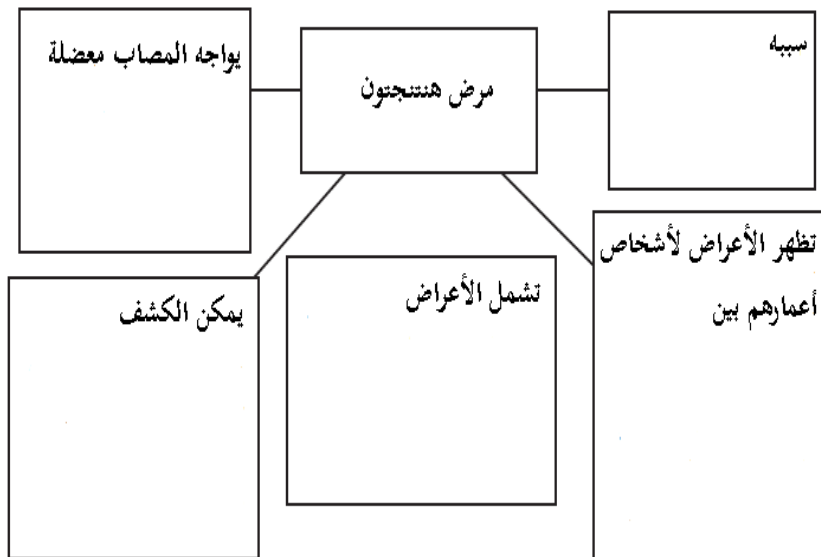 سببه
مرض هنتنجتون
يواجه المصاب معضلة
تظهر الأعراض لأشخاص
أعمارهم بين
تشمل الأعراض
يمكن الكشف